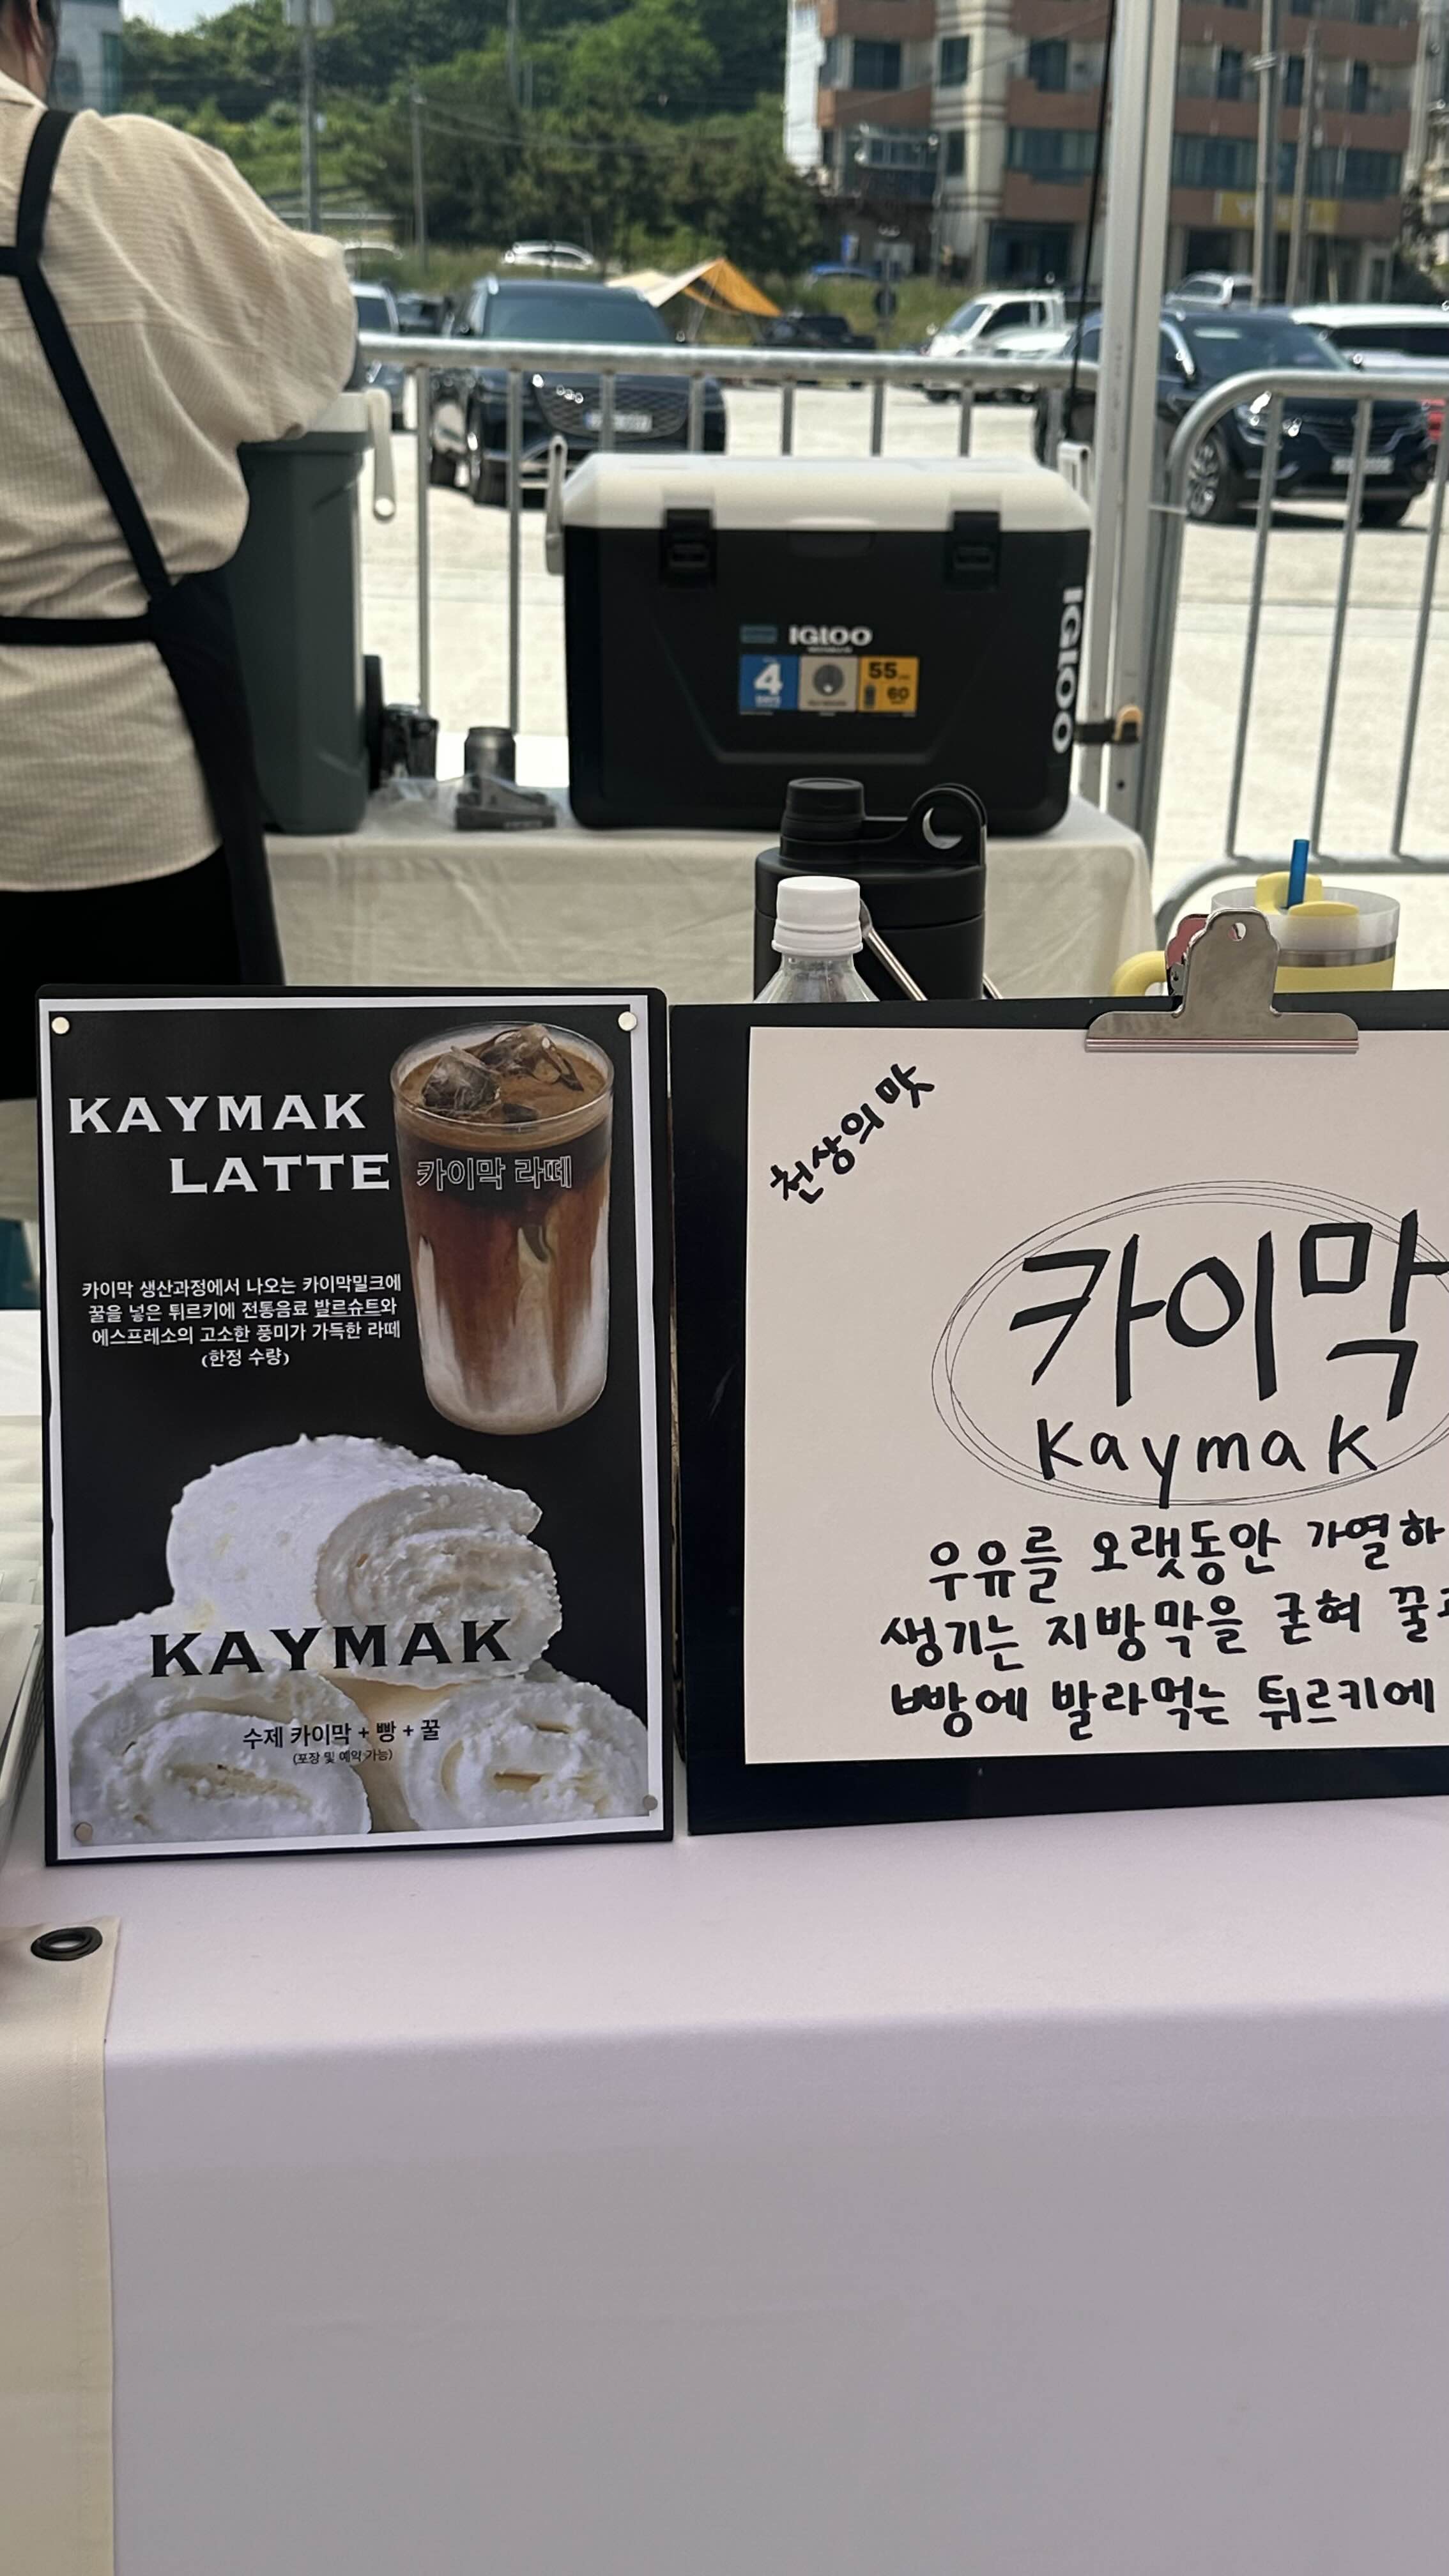 IGLOO
IGLOO
4
DAYS
55
60
KAYMAK
LATTE
카이막 라떼
카이막 생산과정에서 나오는 카이막밀크에
꿀을 넣은 튀르키에 전통음료 발르슈트와
에스프레소의 고소한 풍미가 가득한 라떼
(한정 수량)
KAYMAK
수제 카이막 + 빵 + 꿀
(포장 및 예약 가능)
천상의 맛
카이막
Kaymak
우유를 오랫동안 가열하
생기는 지방막을 굳혀 꿀
빵에 발라먹는 튀르키에